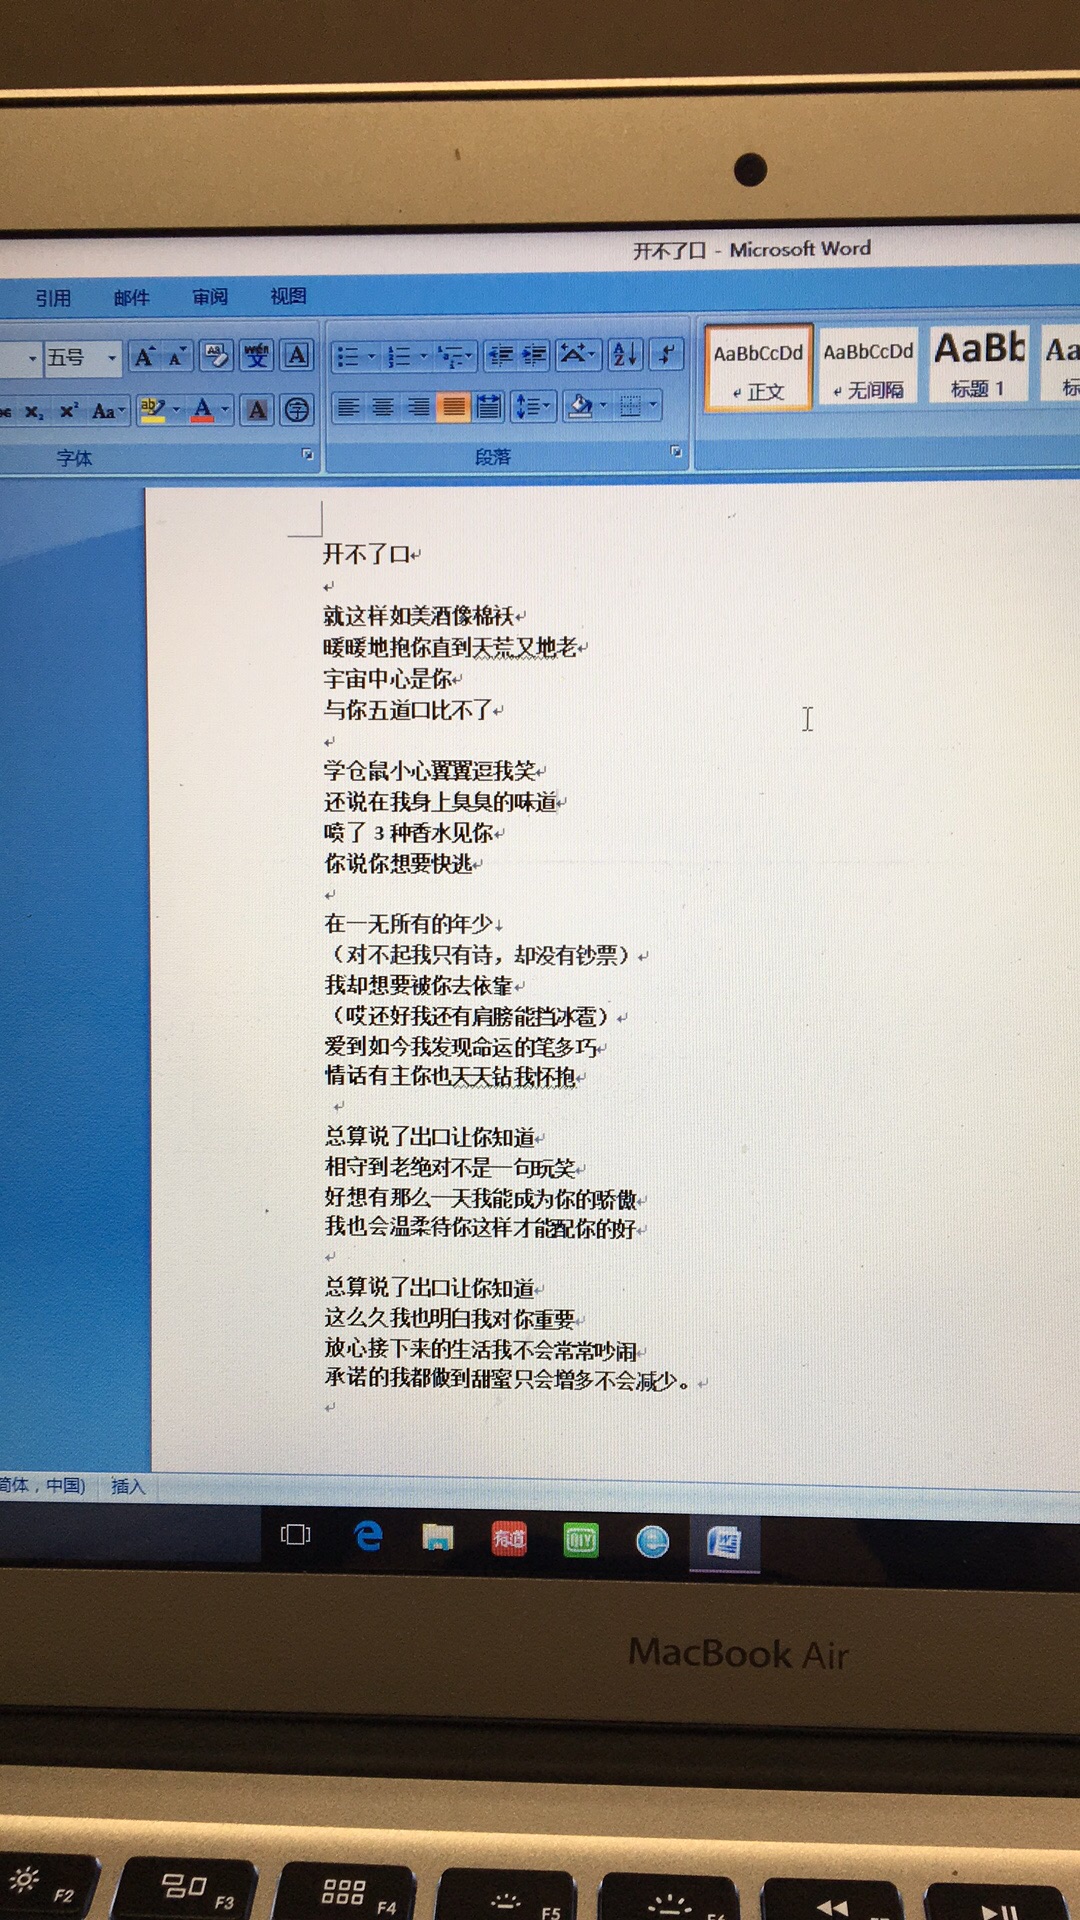 开不了口 - Microsoft Word
引用 邮件 审阅 视图
五号
AaBbCcDd AaBbCcDd AaBb
正文 无间隔 标题 1
字体 段落
开不了口
就这样如美酒像棉袄
暖暖地抱你直到天荒又地老
宇宙中心是你
与你五道口比不了
学仓鼠小心翼翼逗我笑
还说在我身上臭臭的味道
喷了 3 种香水见你
你说你想要快逃
在一无所有的年少
（对不起我只有诗，却没有钞票）
我却想要被你去依靠
（哎还好我还有肩膀能挡冰雹）
爱到如今我发现命运的笔多巧
情话有主你也天天钻我怀抱
总算说了出口让你知道
相守到老绝对不是一句玩笑
好想有那么一天我能成为你的骄傲
我也会温柔待你这样才能配你的好
总算说了出口让你知道
这么久我也明白我对你重要
放心接下来的生活我不会常常吵闹
承诺的我都做到甜蜜只会增多不会减少。
简体，中国) 插入
有道
MacBook Air
F2 F3 F4 F5